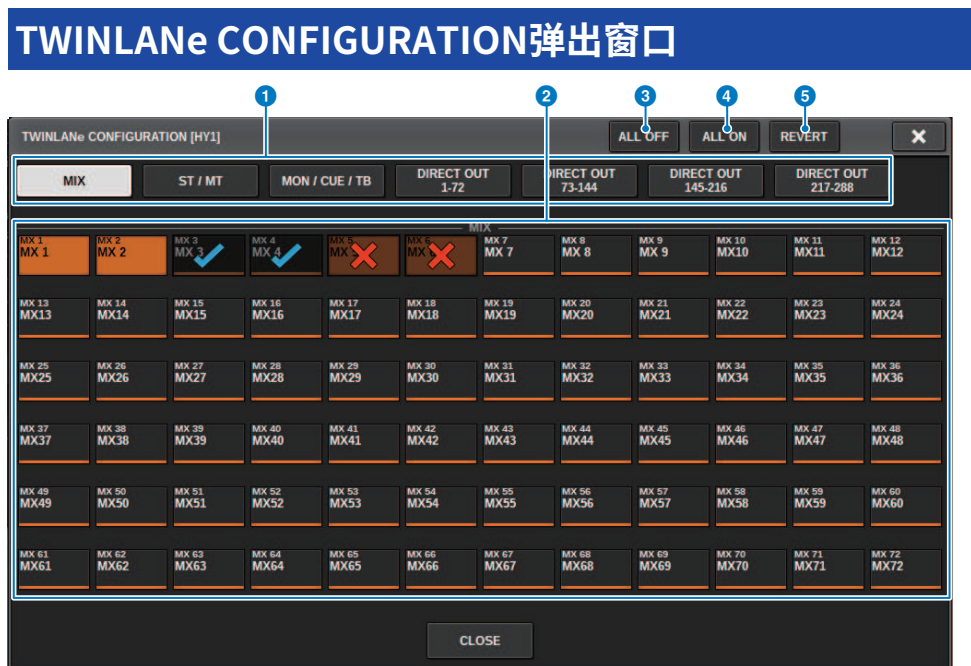 TWINLANe CONFIGURATION弹出窗口
1 2 3 4 5
TWINLANe CONFIGURATION [HY1] ALL OFF ALL ON REVERT
MIX ST / MT MON / CUE / TB DIRECT OUT 1-72 DIRECT OUT 73-144 DIRECT OUT 145-216 DIRECT OUT 217-288
MIX
MX 1 MX 2 MX 3 MX 4 MX 5 MX 6 MX 7 MX 8 MX 9 MX 10 MX 11 MX 12
MX 1 MX 2 MX 3 MX 4 MX 5 MX 6 MX 7 MX 8 MX 9 MX10 MX11 MX12
MX 13 MX 14 MX 15 MX 16 MX 17 MX 18 MX 19 MX 20 MX 21 MX 22 MX 23 MX 24
MX13 MX14 MX15 MX16 MX17 MX18 MX19 MX20 MX21 MX22 MX23 MX24
MX 25 MX 26 MX 27 MX 28 MX 29 MX 30 MX 31 MX 32 MX 33 MX 34 MX 35 MX 36
MX25 MX26 MX27 MX28 MX29 MX30 MX31 MX32 MX33 MX34 MX35 MX36
MX 37 MX 38 MX 39 MX 40 MX 41 MX 42 MX 43 MX 44 MX 45 MX 46 MX 47 MX 48
MX37 MX38 MX39 MX40 MX41 MX42 MX43 MX44 MX45 MX46 MX47 MX48
MX 49 MX 50 MX 51 MX 52 MX 53 MX 54 MX 55 MX 56 MX 57 MX 58 MX 59 MX 60
MX49 MX50 MX51 MX52 MX53 MX54 MX55 MX56 MX57 MX58 MX59 MX60
MX 61 MX 62 MX 63 MX 64 MX 65 MX 66 MX 67 MX 68 MX 69 MX 70 MX 71 MX 72
MX61 MX62 MX63 MX64 MX65 MX66 MX67 MX68 MX69 MX70 MX71 MX72
CLOSE